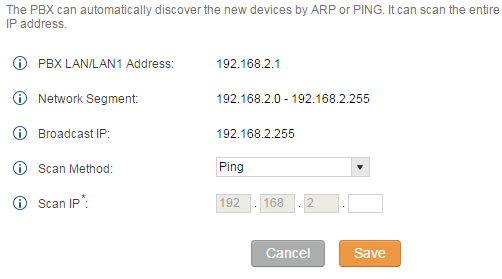 The PBX can automatically discover the new devices by ARP or PING. It can scan the entire
IP address.
PBX LAN/LAN1 Address: 192.168.2.1
Network Segment: 192.168.2.0 - 192.168.2.255
Broadcast IP: 192.168.2.255
Scan Method: Ping
Scan IP*: 192 . 168 . 2 .
Cancel Save